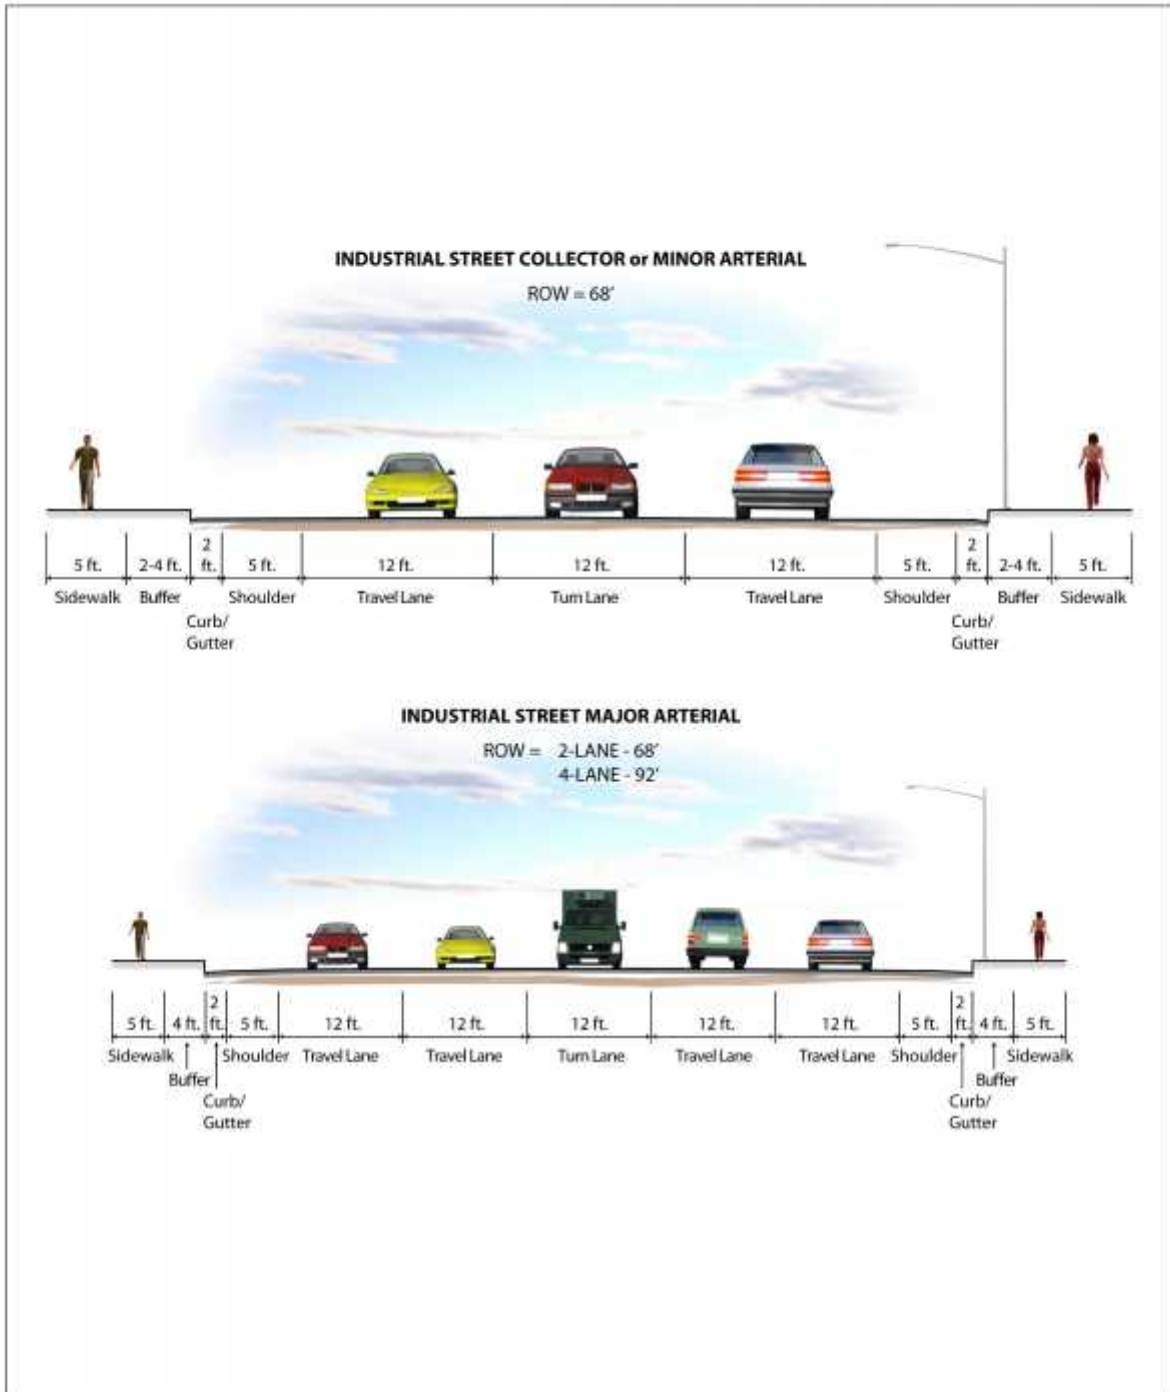 INDUSTRIAL STREET COLLECTOR or MINOR ARTERIAL
ROW = 68'
2
2
5 ft. 2-4 ft. ft. 5 ft. 12 ft. 12 ft. 12 ft. 5 ft. ft. 2-4 ft. 5 ft.
Sidewalk Buffer Shoulder Travel Lane Turn Lane Travel Lane Shoulder Buffer Sidewalk
Curb/ Curb/
Gutter Gutter
INDUSTRIAL STREET MAJOR ARTERIAL
ROW = 2-LANE - 68'
4-LANE - 92'
2
2
5 ft. 4 ft. ft. 5 ft. 12 ft. 12 ft. 12 ft. 12 ft. 12 ft. 5 ft. ft. 4 ft. 5 ft.
Sidewalk Shoulder Travel Lane Travel Lane Turn Lane Travel Lane Travel Lane Shoulder Sidewalk
Buffer Buffer
Curb/ Curb/
Gutter Gutter